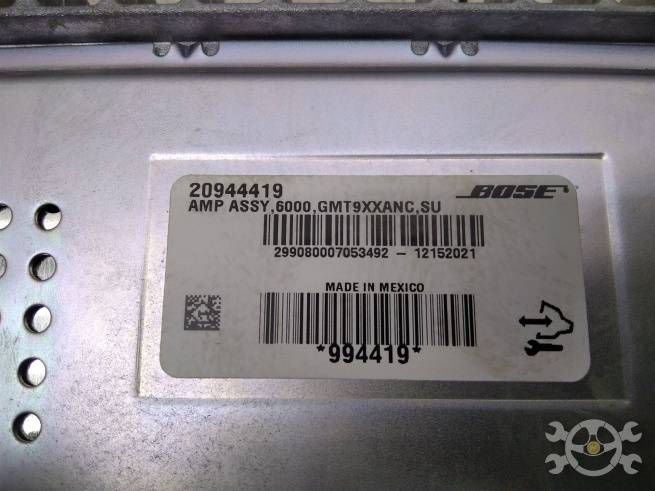 20944419
BOSE
AMP ASSY,6000,GMT9XXANC,SU
299080007053492 - 12152021
MADE IN MEXICO
*994419*